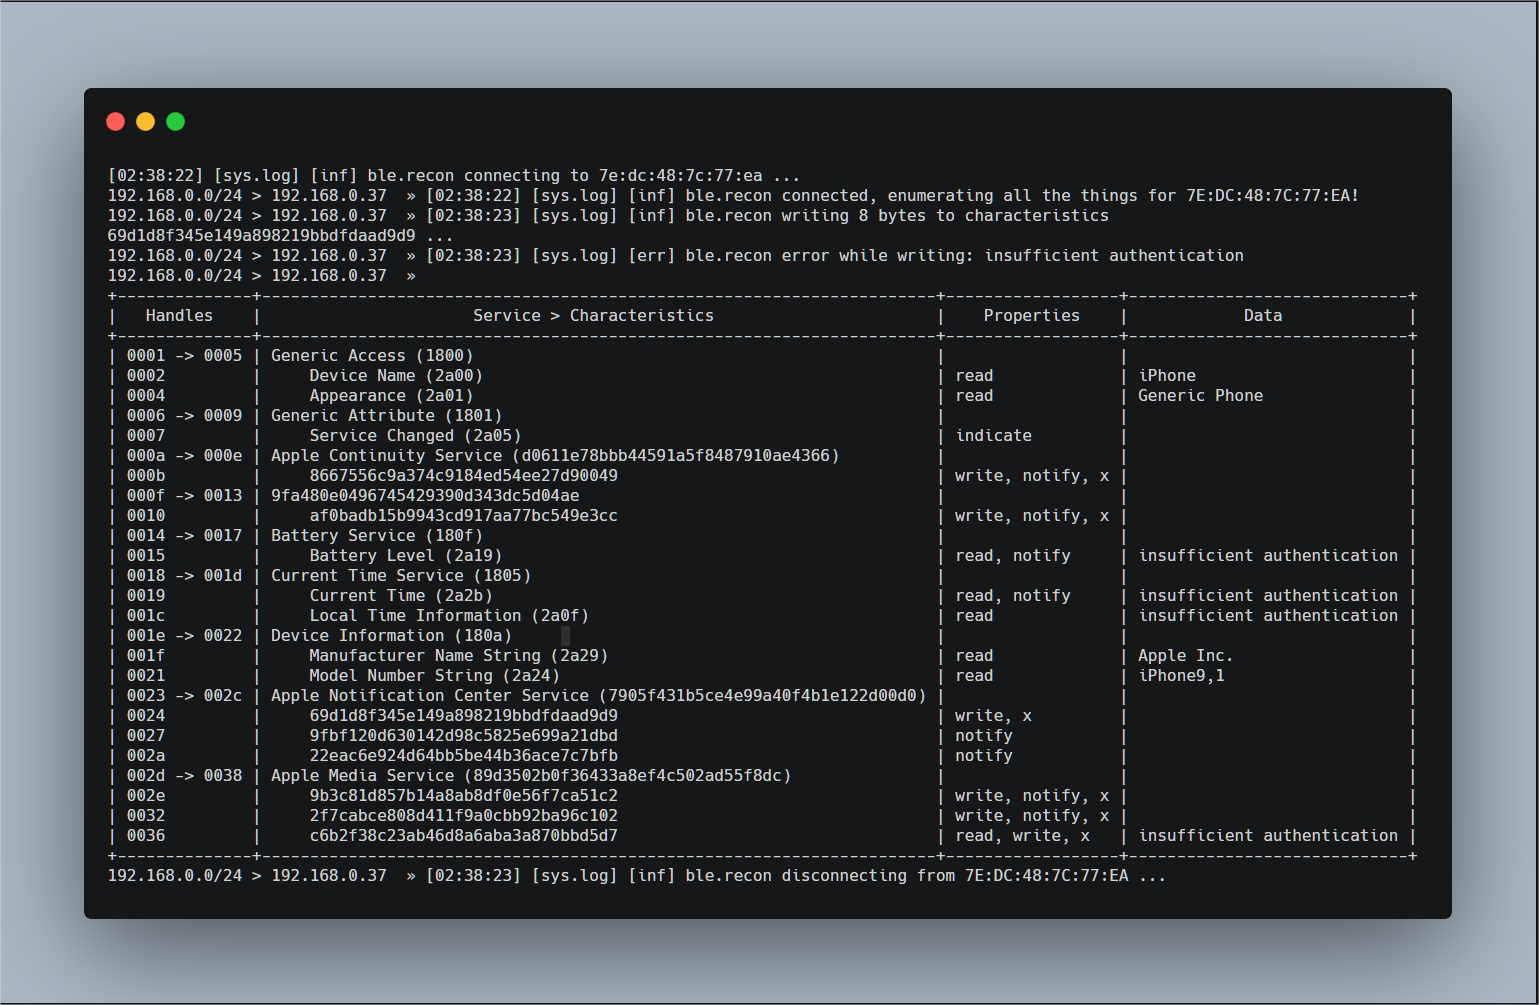 [02:38:22] [sys.log] [inf] ble.recon connecting to 7e:dc:48:7c:77:ea ...
192.168.0.0/24 > 192.168.0.37  » [02:38:22] [sys.log] [inf] ble.recon connected, enumerating all the things for 7E:DC:48:7C:77:EA!
192.168.0.0/24 > 192.168.0.37  » [02:38:23] [sys.log] [inf] ble.recon writing 8 bytes to characteristics
69d1d8f345e149a898219bbdfdaad9d9 ...
192.168.0.0/24 > 192.168.0.37  » [02:38:23] [sys.log] [err] ble.recon error while writing: insufficient authentication
192.168.0.0/24 > 192.168.0.37  »
+--------------+----------------------------------------------------------------------+------------------+-----------------------------+
|   Handles    |                      Service > Characteristics                       |    Properties    |            Data             |
+--------------+----------------------------------------------------------------------+------------------+-----------------------------+
| 0001 -> 0005 | Generic Access (1800)                                                |                  |                             |
| 0002         |     Device Name (2a00)                                               | read             | iPhone                      |
| 0004         |     Appearance (2a01)                                                | read             | Generic Phone               |
| 0006 -> 0009 | Generic Attribute (1801)                                             |                  |                             |
| 0007         |     Service Changed (2a05)                                           | indicate         |                             |
| 000a -> 000e | Apple Continuity Service (d0611e78bbb44591a5f8487910ae4366)          |                  |                             |
| 000b         |     8667556c9a374c9184ed54ee27d90049                                 | write, notify, x |                             |
| 000f -> 0013 | 9fa480e0496745429390d343dc5d04ae                                     |                  |                             |
| 0010         |     af0badb15b9943cd917aa77bc549e3cc                                 | write, notify, x |                             |
| 0014 -> 0017 | Battery Service (180f)                                               |                  |                             |
| 0015         |     Battery Level (2a19)                                             | read, notify     | insufficient authentication |
| 0018 -> 001d | Current Time Service (1805)                                          |                  |                             |
| 0019         |     Current Time (2a2b)                                              | read, notify     | insufficient authentication |
| 001c         |     Local Time Information (2a0f)                                    | read             | insufficient authentication |
| 001e -> 0022 | Device Information (180a)                                            |                  |                             |
| 001f         |     Manufacturer Name String (2a29)                                  | read             | Apple Inc.                  |
| 0021         |     Model Number String (2a24)                                       | read             | iPhone9,1                   |
| 0023 -> 002c | Apple Notification Center Service (7905f431b5ce4e99a40f4b1e122d00d0) |                  |                             |
| 0024         |     69d1d8f345e149a898219bbdfdaad9d9                                 | write, x         |                             |
| 0027         |     9fbf120d630142d98c5825e699a21dbd                                 | notify           |                             |
| 002a         |     22eac6e924d64bb5be44b36ace7c7bfb                                 | notify           |                             |
| 002d -> 0038 | Apple Media Service (89d3502b0f36433a8ef4c502ad55f8dc)               |                  |                             |
| 002e         |     9b3c81d857b14a8ab8df0e56f7ca51c2                                 | write, notify, x |                             |
| 0032         |     2f7cabce808d411f9a0cbb92ba96c102                                 | write, notify, x |                             |
| 0036         |     c6b2f38c23ab46d8a6aba3a870bbd5d7                                 | read, write, x   | insufficient authentication |
+--------------+----------------------------------------------------------------------+------------------+-----------------------------+
192.168.0.0/24 > 192.168.0.37  » [02:38:23] [sys.log] [inf] ble.recon disconnecting from 7E:DC:48:7C:77:EA ...